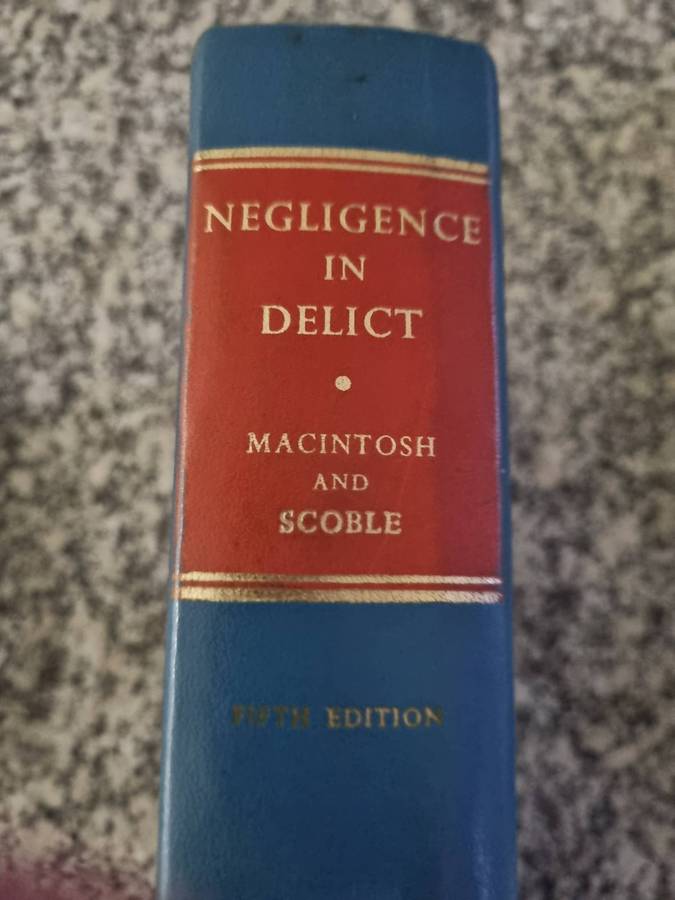 NEGLIGENCE
IN
DELICT
MACINTOSH
AND
SCOBLE
FIFTH EDITION